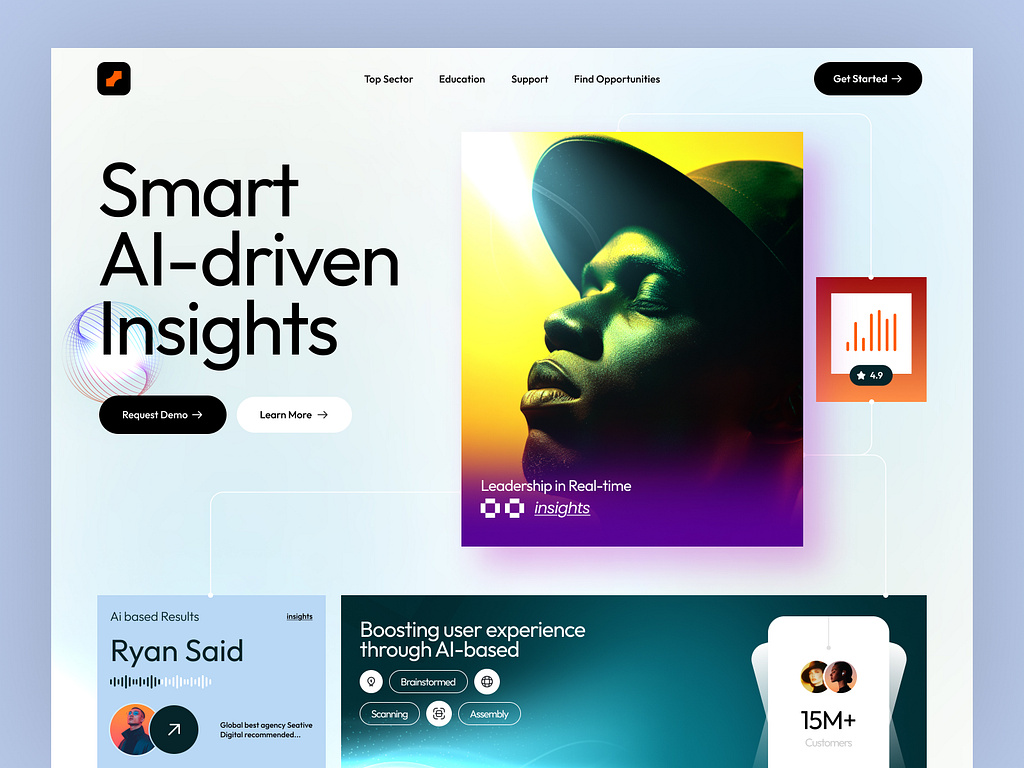 Top Sector
Education
Support
Find Opportunities
Get Started
Smart
AI-driven
Insights
Request Demo
Learn More
Leadership in Real-time
insights
4.9
Ai based Results
insights
Ryan Said
Global best agency Seative
Digital recommended...
Boosting user experience
through AI-based
Brainstormed
Scanning
Assembly
15M+
Customers